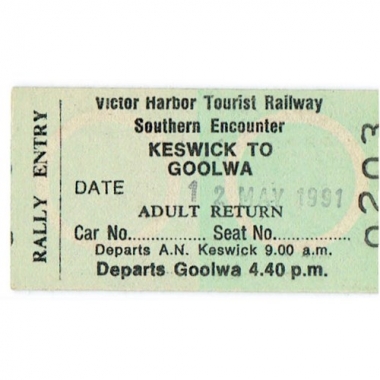 Victor Harbor Tourist Railway
Southern Encounter
KESWICK TO
GOOLWA
DATE 12 MAY 1991
ADULT RETURN
Car No.............. Seat No..............
Departs A.N. Keswick 9.00 a.m.
Departs Goolwa 4.40 p.m.
RALLY ENTRY
0203